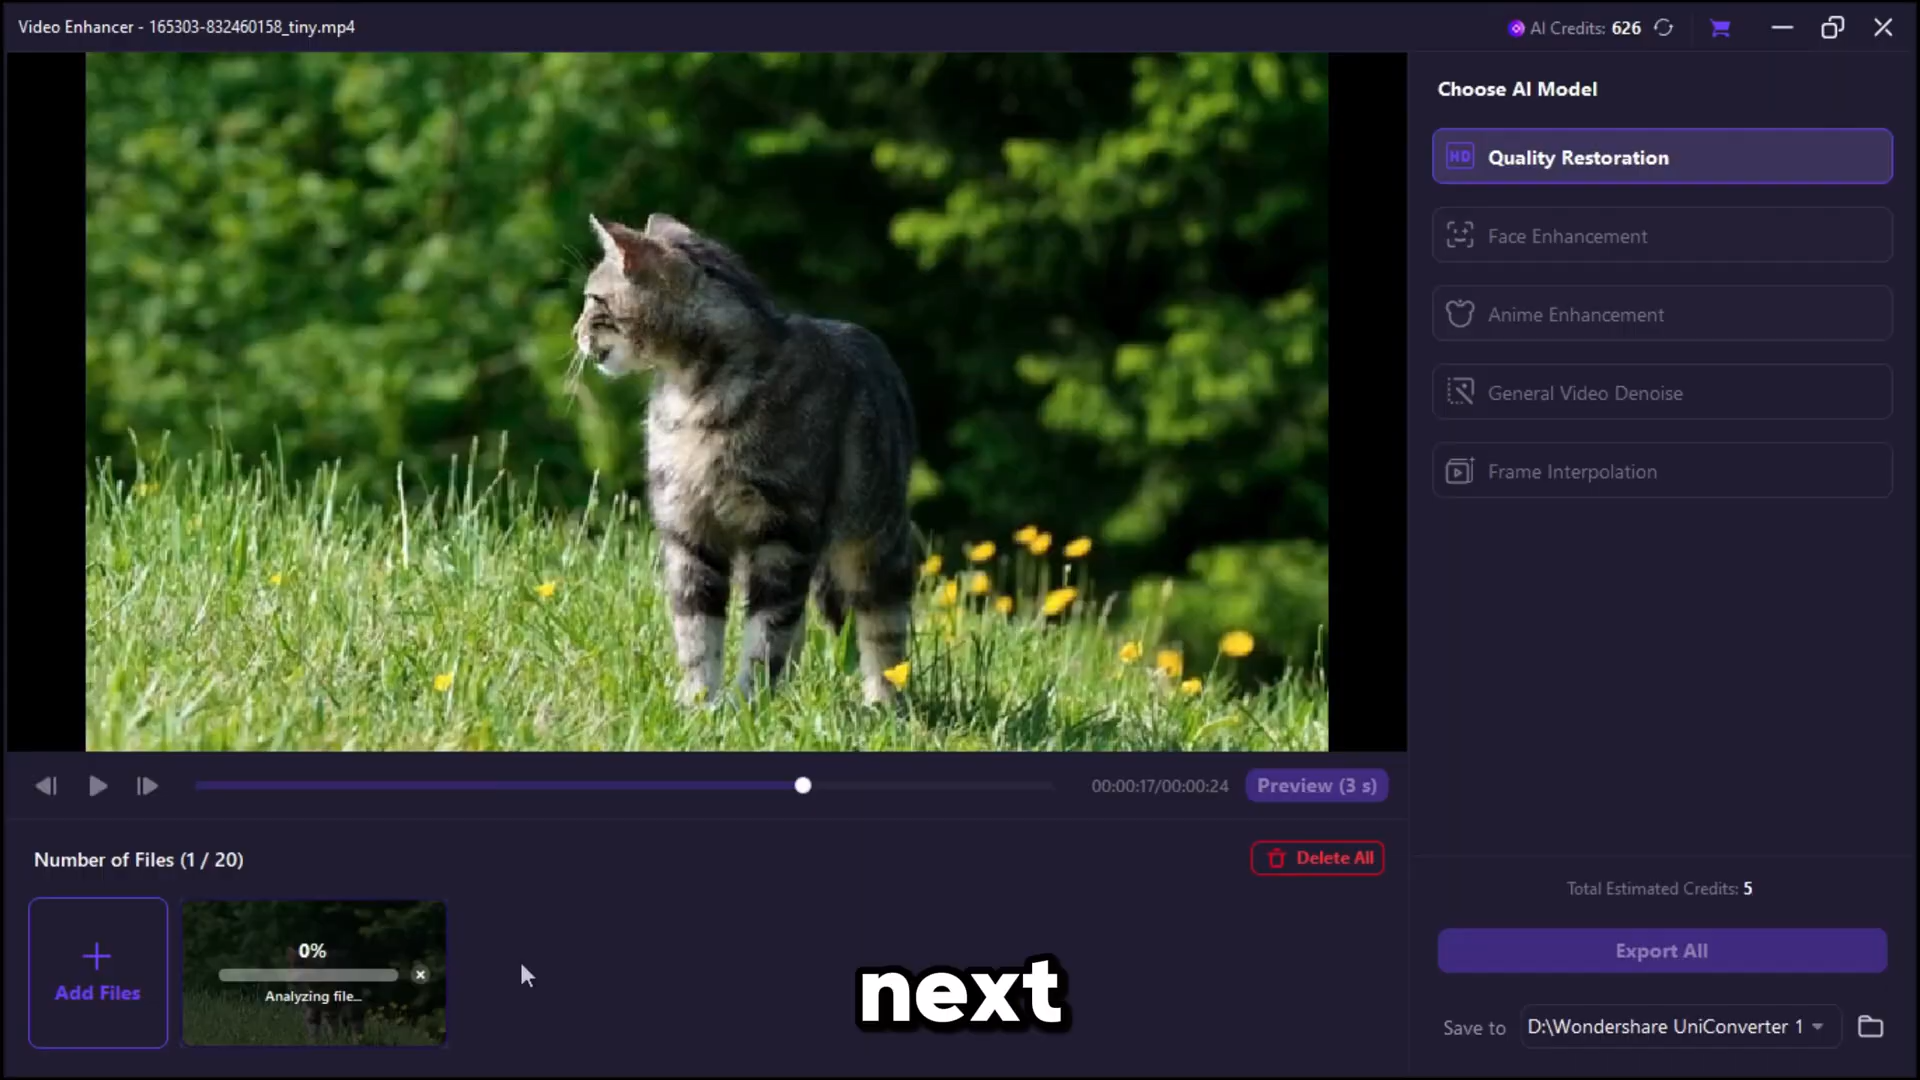 Video Enhancer - 165303-832460158_tiny.mp4
AI Credits: 626
Choose AI Model
HD Quality Restoration
Face Enhancement
Anime Enhancement
General Video Denoise
Frame Interpolation
00:00:17/00:00:24
Preview (3 s)
Number of Files (1 / 20)
Delete All
Add Files
0%
Analyzing file...
next
Total Estimated Credits: 5
Export All
Save to
D:\Wondershare UniConverter 1